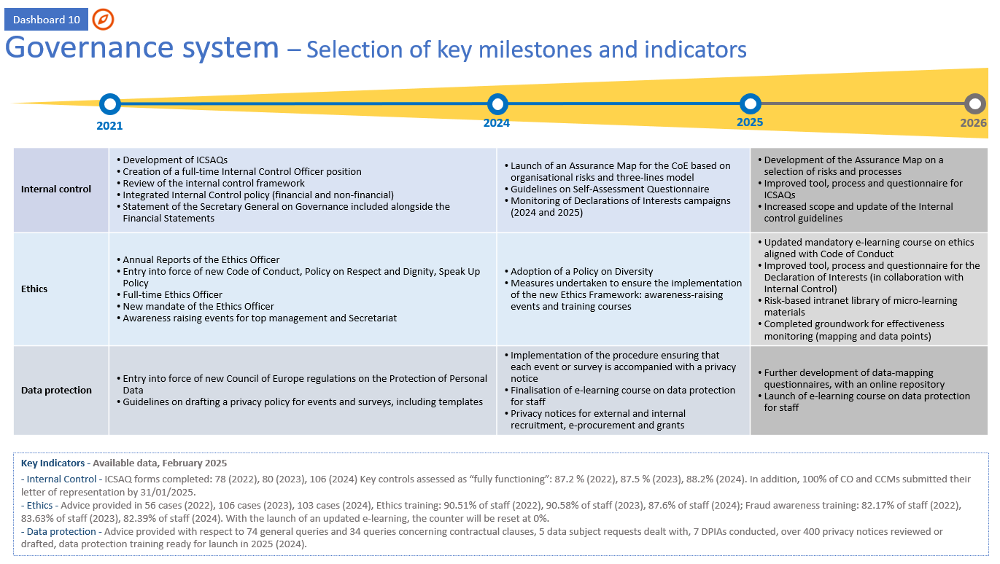 Dashboard 10
Governance system – Selection of key milestones and indicators
2021
2024
2025
2026
Internal control
• Development of ICSAQs
• Creation of a full-time Internal Control Officer position
• Review of the internal control framework
• Integrated Internal Control policy (financial and non-financial)
• Statement of the Secretary General on Governance included alongside the
Financial Statements
• Launch of an Assurance Map for the CoE based on
organisational risks and three-lines model
• Guidelines on Self-Assessment Questionnaire
• Monitoring of Declarations of Interests campaigns
(2024 and 2025)
• Development of the Assurance Map on a
selection of risks and processes
• Improved tool, process and questionnaire for
ICSAQs
• Increased scope and update of the Internal
control guidelines
Ethics
• Annual Reports of the Ethics Officer
• Entry into force of new Code of Conduct, Policy on Respect and Dignity, Speak Up
Policy
• Full-time Ethics Officer
• New mandate of the Ethics Officer
• Awareness raising events for top management and Secretariat
• Adoption of a Policy on Diversity
• Measures undertaken to ensure the implementation
of the new Ethics Framework: awareness-raising
events and training courses
• Updated mandatory e-learning course on ethics
aligned with Code of Conduct
• Improved tool, process and questionnaire for the
Declaration of Interests (in collaboration with
Internal Control)
• Risk-based intranet library of micro-learning
materials
• Completed groundwork for effectiveness
monitoring (mapping and data points)
Data protection
• Entry into force of new Council of Europe regulations on the Protection of Personal
Data
• Guidelines on drafting a privacy policy for events and surveys, including templates
• Implementation of the procedure ensuring that
each event or survey is accompanied with a privacy
notice
• Finalisation of e-learning course on data protection
for staff
• Privacy notices for external and internal
recruitment, e-procurement and grants
• Further development of data-mapping
questionnaires, with an online repository
• Launch of e-learning course on data protection
for staff
Key Indicators - Available data, February 2025
- Internal Control - ICSAQ forms completed: 78 (2022), 80 (2023), 106 (2024) Key controls assessed as “fully functioning”: 87.2 % (2022), 87.5 % (2023), 88.2% (2024). In addition, 100% of CO and CCMs submitted their
letter of representation by 31/01/2025.
- Ethics - Advice provided in 56 cases (2022), 106 cases (2023), 103 cases (2024), Ethics training: 90.51% of staff (2022), 90.58% of staff (2023), 87.6% of staff (2024); Fraud awareness training: 82.17% of staff (2022),
83.63% of staff (2023), 82.39% of staff (2024). With the launch of an updated e-learning, the counter will be reset at 0%.
- Data protection - Advice provided with respect to 74 general queries and 34 queries concerning contractual clauses, 5 data subject requests dealt with, 7 DPIAs conducted, over 400 privacy notices reviewed or
drafted, data protection training ready for launch in 2025 (2024).